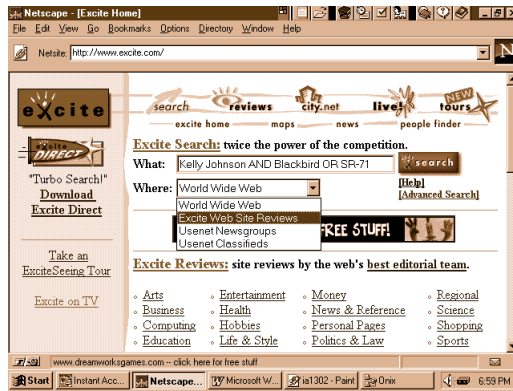 Netscape - [Excite Home]
File Edit View Go Bookmarks Options Directory Window Help
Netsite: http://www.excite.com/
excite
search reviews city.net live! NEW tours
excite home maps news people finder
Excite Search: twice the power of the competition.
What: Kelly Johnson AND Blackbird OR SR-71 search
Where: World Wide Web
[Help]
[Advanced Search]
World Wide Web
Excite Web Site Reviews
Usenet Newsgroups
Usenet Classifieds
FREE STUFF!
excite DIRECT
"Turbo Search!"
Download
Excite Direct
Take an
ExciteSeeing Tour
Excite on TV
Excite Reviews: site reviews by the web's best editorial team.
Arts Entertainment Money Regional
Business Health News & Reference Science
Computing Hobbies Personal Pages Shopping
Education Life & Style Politics & Law Sports
www.dreamworksgames.com -- click here for free stuff
Start Instant Acc... Netscape... Microsoft W... ia1302 - Paint Onix 6:59 PM